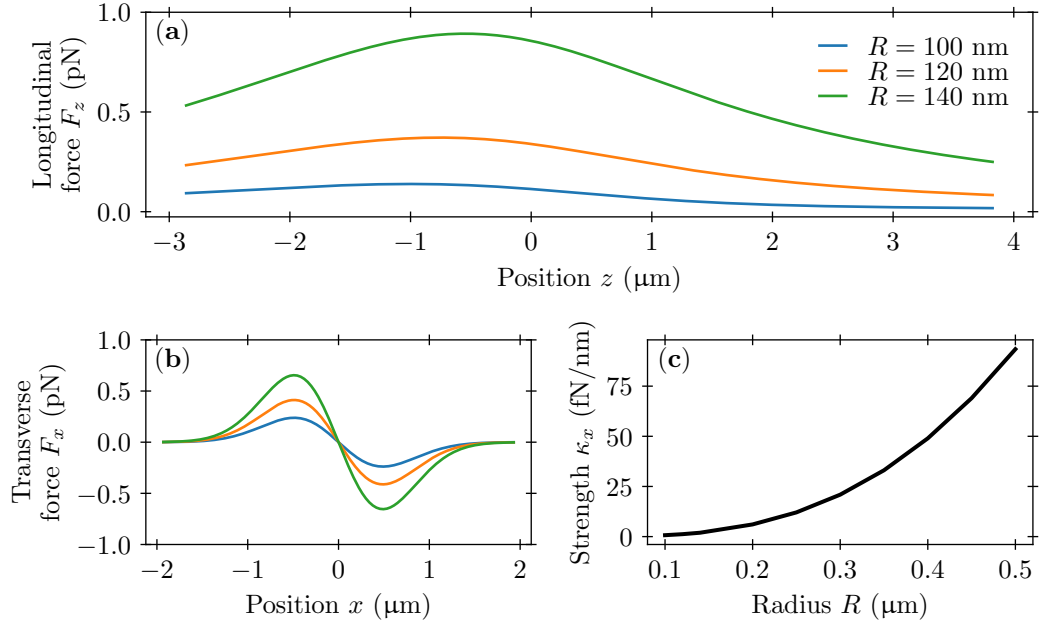 (a)
Longitudinal
force F_z (pN)
1.0
0.5
0.0
R = 100 nm
R = 120 nm
R = 140 nm
−3 −2 −1 0 1 2 3 4
Position z (μm)
(b)
Transverse
force F_x (pN)
1.0
0.5
0.0
−0.5
−1.0
−2 −1 0 1 2
Position x (μm)
(c)
Strength κ_x (fN/nm)
75
50
25
0
0.1 0.2 0.3 0.4 0.5
Radius R (μm)